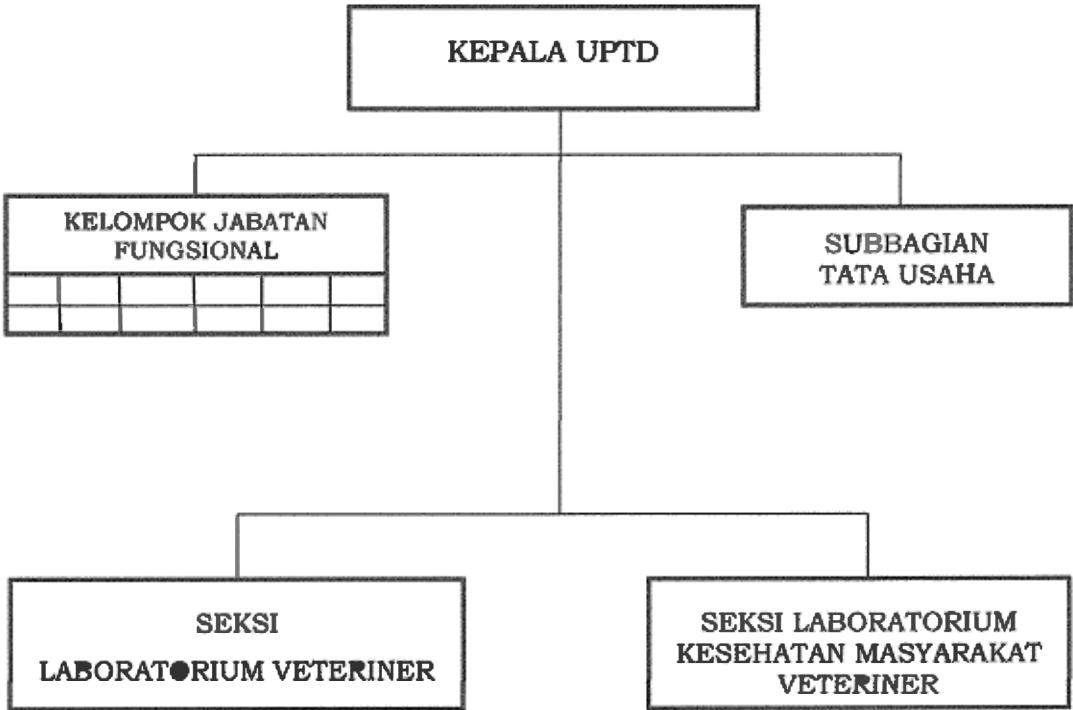 KEPALA UPTD
KELOMPOK JABATAN
FUNGSIONAL
SUBBAGIAN
TATA USAHA
SEKSI
LABORATORIUM VETERINER
SEKSI LABORATORIUM
KESEHATAN MASYARAKAT
VETERINER